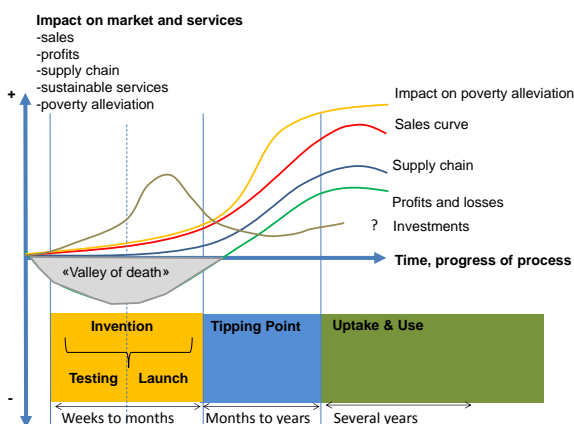 Impact on market and services
-sales
-profits
-supply chain
-sustainable services
-poverty alleviation
+
Impact on poverty alleviation
Sales curve
Supply chain
Profits and losses
? Investments
«Valley of death»
Time, progress of process
Invention
Testing Launch
Tipping Point
Uptake & Use
-
Weeks to months
Months to years
Several years